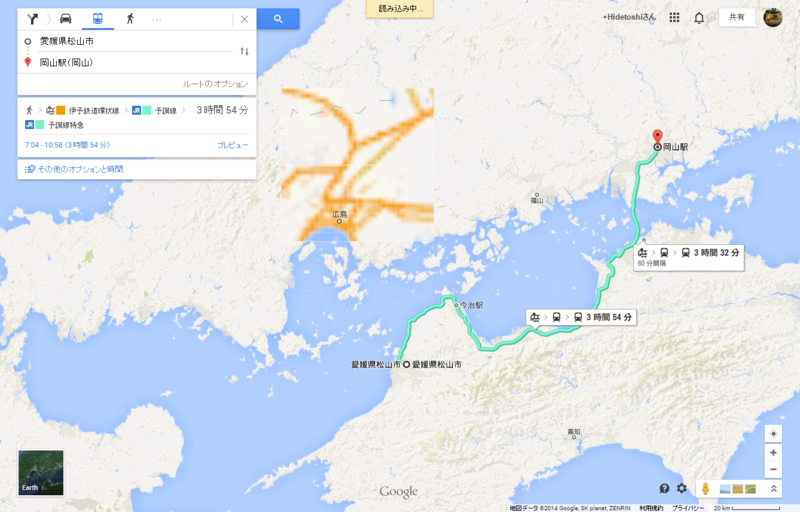 読み込み中...
+Hidetoshiさん
共有
愛媛県松山市
岡山駅(岡山)
ルートのオプション
伊予鉄道環状線 JR 予讃線 3 時間 54 分
JR 予讃線特急
7:04 - 10:58 (3 時間 54 分)
プレビュー
その他のオプションと時間
岡山駅
福山
広島
3 時間 32 分
60 分間隔
今治駅
3 時間 54 分
愛媛県松山市
愛媛県松山市
高知
Earth
Google
地図データ ©2014 Google, SK planet, ZENRIN 利用規約 プライバシー 20 km